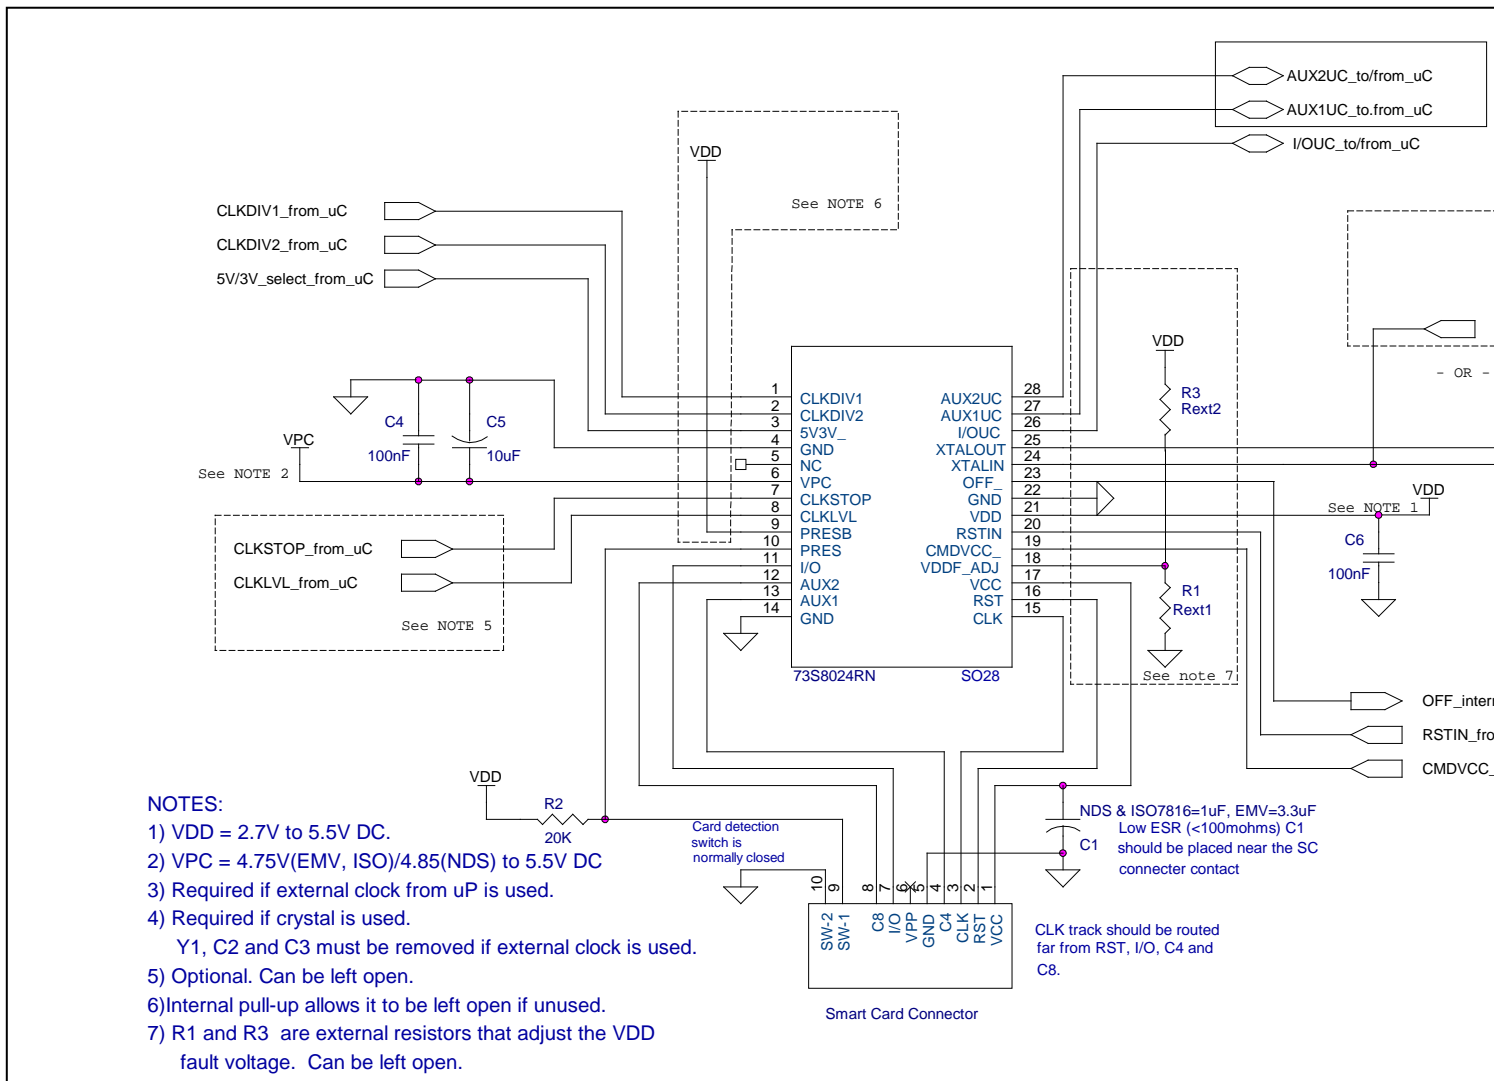 AUX2UC_to/from_uC
AUX1UC_to.from_uC
I/OUC_to/from_uC
VDD
See NOTE 6
CLKDIV1_from_uC
CLKDIV2_from_uC
5V/3V_select_from_uC
VDD
- OR -
R3
Rext2
C4
100nF
C5
10uF
VPC
See NOTE 2
1
2
3
4
5
6
7
8
9
10
11
12
13
14
CLKDIV1
CLKDIV2
5V3V_
GND
NC
VPC
CLKSTOP
CLKLVL
PRESB
PRES
I/O
AUX2
AUX1
GND
AUX2UC
AUX1UC
I/OUC
XTALOUT
XTALIN
OFF_
GND
VDD
RSTIN
CMDVCC_
VDDF_ADJ
VCC
RST
CLK
28
27
26
25
24
23
22
21
20
19
18
17
16
15
73S8024RN
SO28
VDD
See NOTE 1
C6
100nF
CLKSTOP_from_uC
CLKLVL_from_uC
See NOTE 5
R1
Rext1
See note 7
OFF_interr
RSTIN_fro
CMDVCC_
VDD
R2
20K
Card detection
switch is
normally closed
NDS & ISO7816=1uF, EMV=3.3uF
Low ESR (<100mohms) C1
should be placed near the SC
connecter contact
C1
10
9
8
7
6
5
4
3
2
1
SW-2
SW-1
C8
I/O
VPP
GND
C4
CLK
RST
VCC
CLK track should be routed
far from RST, I/O, C4 and
C8.
Smart Card Connector
NOTES:
1) VDD = 2.7V to 5.5V DC.
2) VPC = 4.75V(EMV, ISO)/4.85(NDS) to 5.5V DC
3) Required if external clock from uP is used.
4) Required if crystal is used.
Y1, C2 and C3 must be removed if external clock is used.
5) Optional. Can be left open.
6)Internal pull-up allows it to be left open if unused.
7) R1 and R3 are external resistors that adjust the VDD
fault voltage. Can be left open.